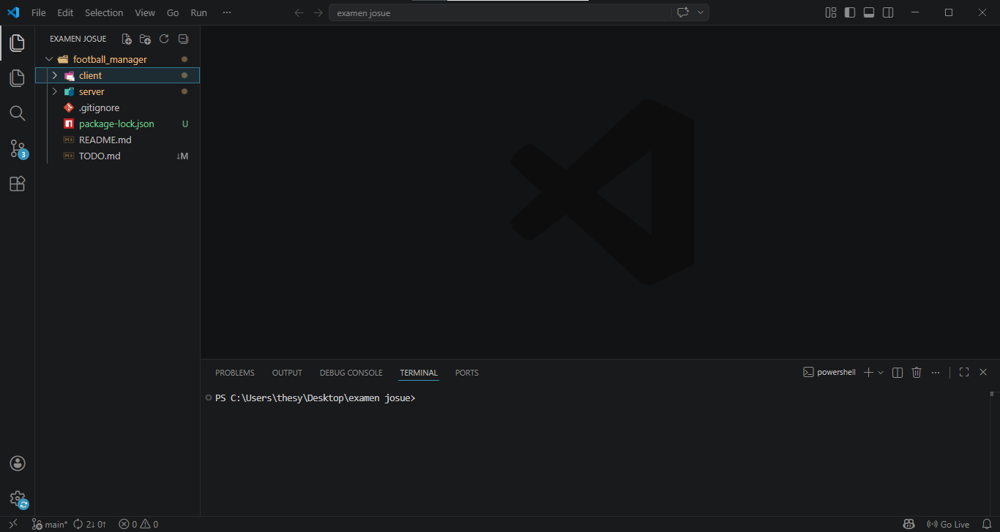 File Edit Selection View Go Run ···
examen josue
EXAMEN JOSUE
football_manager
client
server
.gitignore
package-lock.json U
README.md
TODO.md ↓M
3
PROBLEMS OUTPUT DEBUG CONSOLE TERMINAL PORTS
powershell
PS C:\Users\thesy\Desktop\examen josue>
main* 2↓ 0↑ 0 0
Go Live